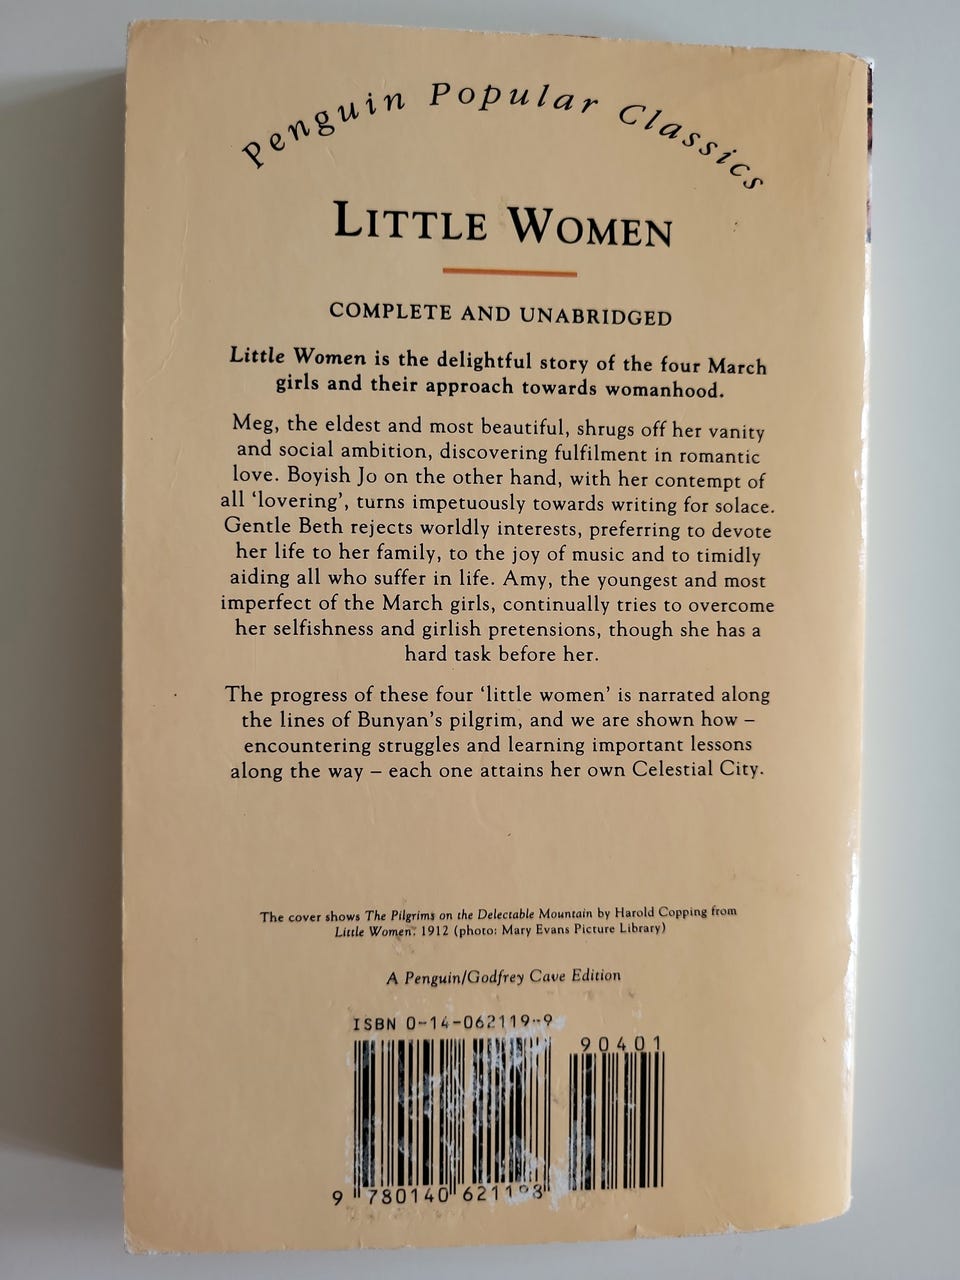 Penguin Popular Classics
LITTLE WOMEN
COMPLETE AND UNABRIDGED
Little Women is the delightful story of the four March
girls and their approach towards womanhood.
Meg, the eldest and most beautiful, shrugs off her vanity
and social ambition, discovering fulfilment in romantic
love. Boyish Jo on the other hand, with her contempt of
all ‘lovering’, turns impetuously towards writing for solace.
Gentle Beth rejects worldly interests, preferring to devote
her life to her family, to the joy of music and to timidly
aiding all who suffer in life. Amy, the youngest and most
imperfect of the March girls, continually tries to overcome
her selfishness and girlish pretensions, though she has a
hard task before her.
The progress of these four ‘little women’ is narrated along
the lines of Bunyan’s pilgrim, and we are shown how –
encountering struggles and learning important lessons
along the way – each one attains her own Celestial City.
The cover shows The Pilgrims on the Delectable Mountain by Harold Copping from
Little Women. 1912 (photo: Mary Evans Picture Library)
A Penguin/Godfrey Cave Edition
ISBN 0-14-062119-9
90401
9 780140 621198